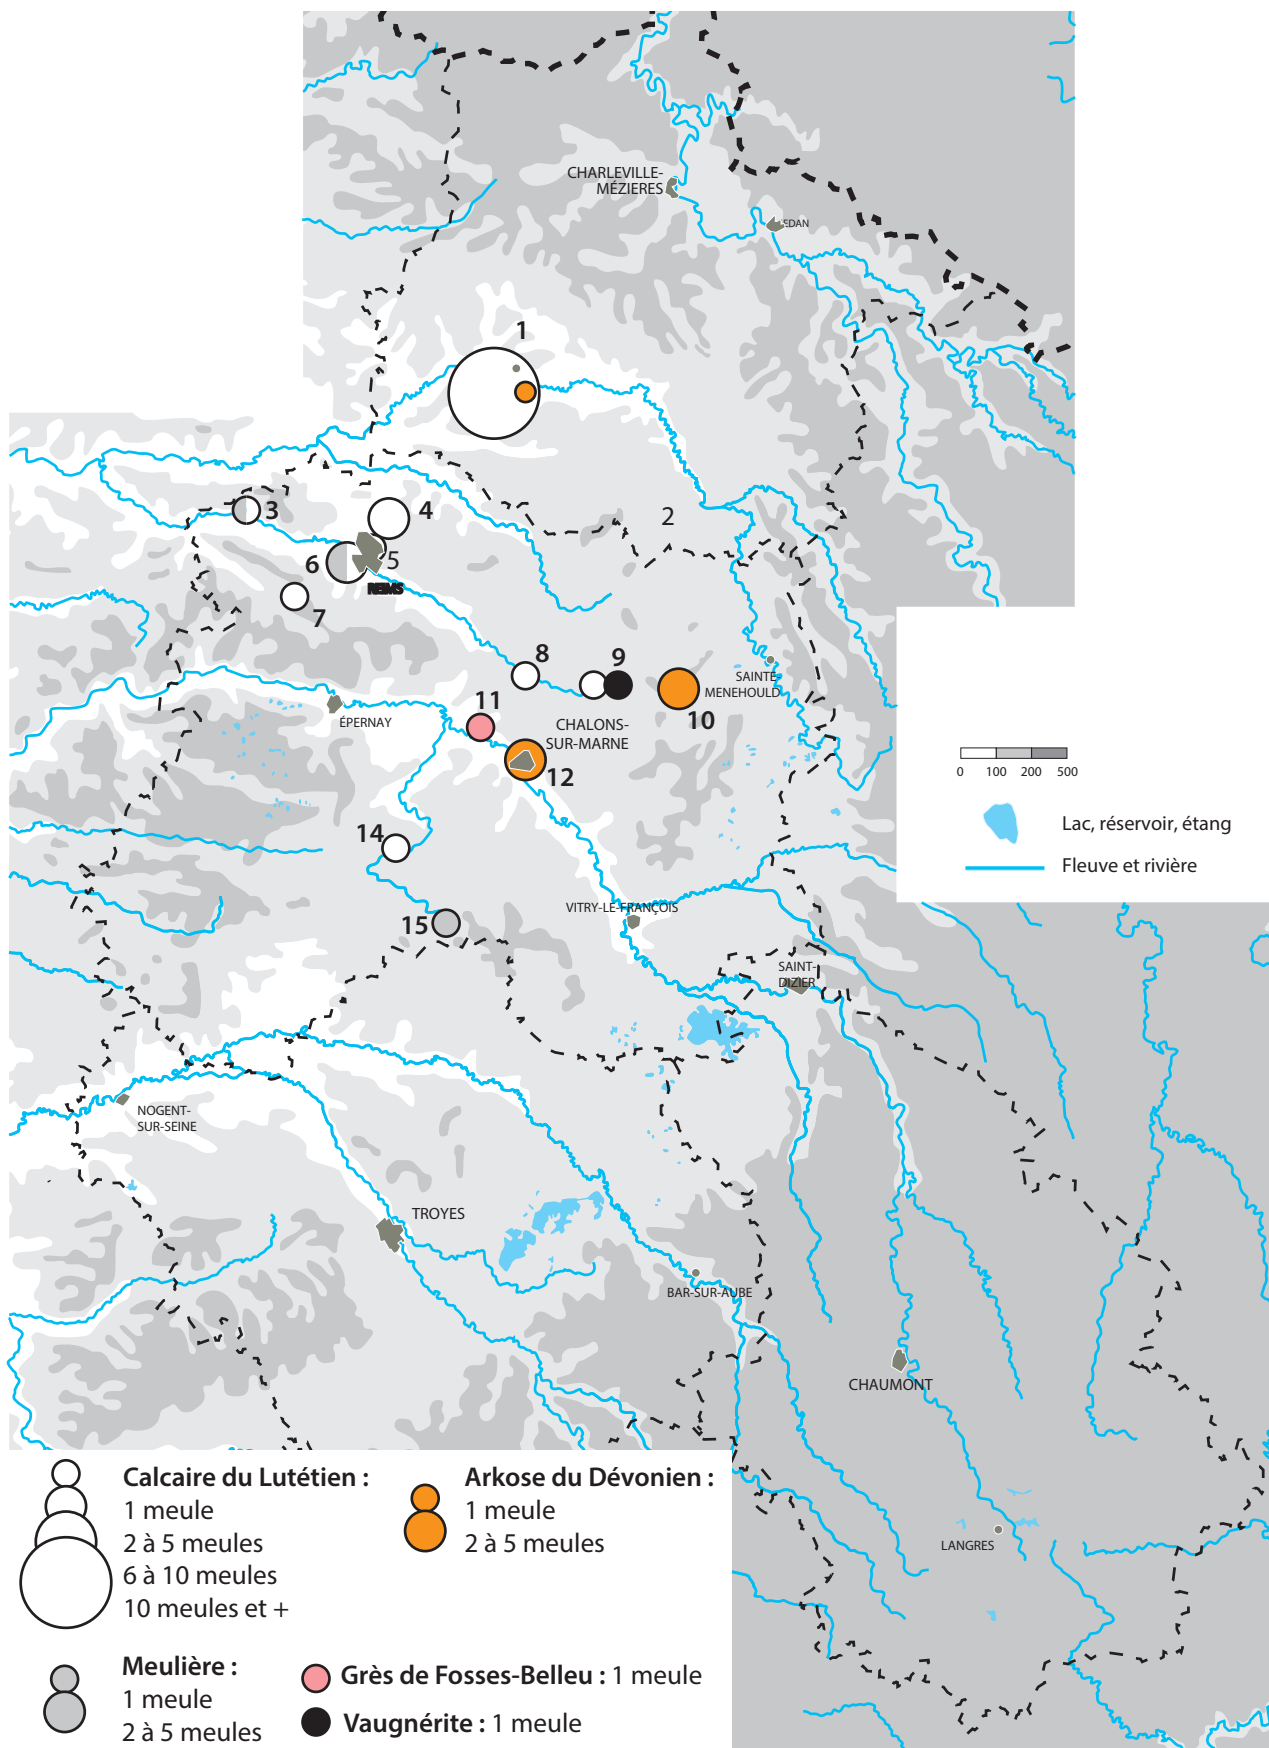 CHARLEVILLE-
MÉZIERES
EDAN
1
2
3
4
5
6
REIMS
7
8
9
SAINTE-
MENEHOULD
10
11
ÉPERNAY
CHALONS-
SUR-MARNE
12
14
15
VITRY-LE-FRANÇOIS
SAINT-
DIZIER
NOGENT-
SUR-SEINE
TROYES
BAR-SUR-AUBE
CHAUMONT
LANGRES
0 100 200 500
Lac, réservoir, étang
Fleuve et rivière
Calcaire du Lutétien :
1 meule
2 à 5 meules
6 à 10 meules
10 meules et +
Arkose du Dévonien :
1 meule
2 à 5 meules
Meulière :
1 meule
2 à 5 meules
Grès de Fosses-Belleu : 1 meule
Vaugnérite : 1 meule